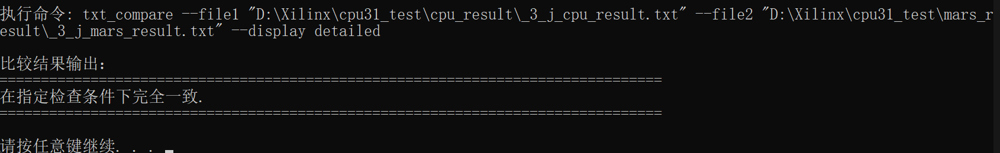 执行命令: txt_compare --file1 "D:\Xilinx\cpu31_test\cpu_result\_3_j_cpu_result.txt" --file2 "D:\Xilinx\cpu31_test\mars_r
esult\_3_j_mars_result.txt" --display detailed
比较结果输出:
================================================================================
在指定检查条件下完全一致.
================================================================================
请按任意键继续. . .